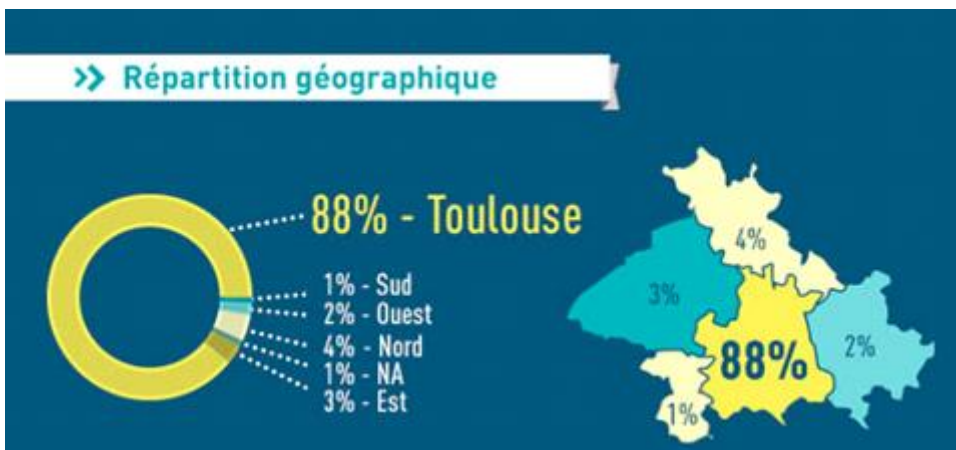 >> Répartition géographique
88% - Toulouse
1% - Sud
2% - Ouest
4% - Nord
1% - NA
3% - Est
4%
3%
88%
2%
1%